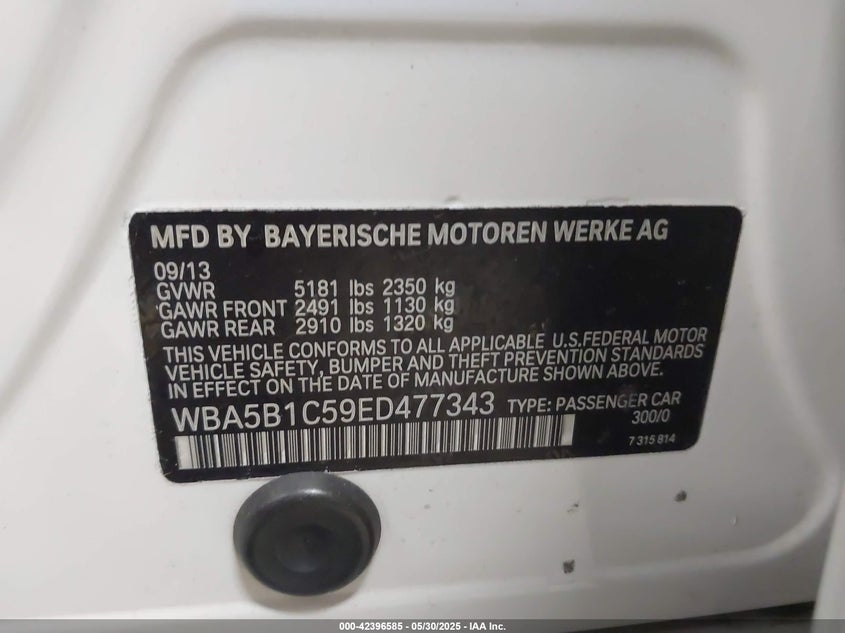 MFD BY BAYERISCHE MOTOREN WERKE AG
09/13
GVWR 5181 lbs 2350 kg
GAWR FRONT 2491 lbs 1130 kg
GAWR REAR 2910 lbs 1320 kg
THIS VEHICLE CONFORMS TO ALL APPLICABLE U.S.FEDERAL MOTOR
VEHICLE SAFETY, BUMPER AND THEFT PREVENTION STANDARDS
IN EFFECT ON THE DATE OF MANUFACTURE SHOWN ABOVE.
WBA5B1C59ED477343 TYPE: PASSENGER CAR
300/0
7 315 814
000-42396585 - 05/30/2025 - IAA Inc.